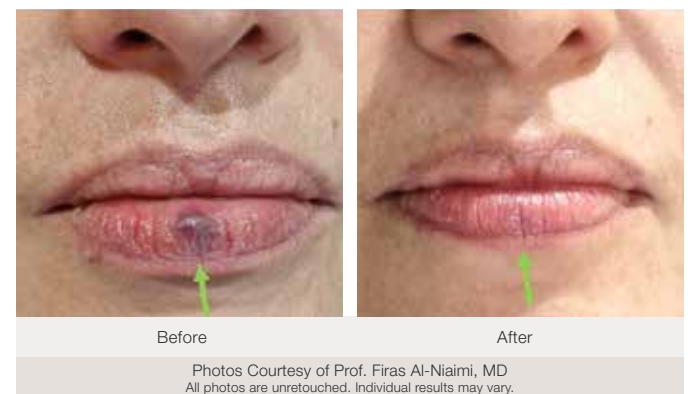 Before
After
Photos Courtesy of Prof. Firas Al-Niaimi, MD
All photos are unretouched. Individual results may vary.